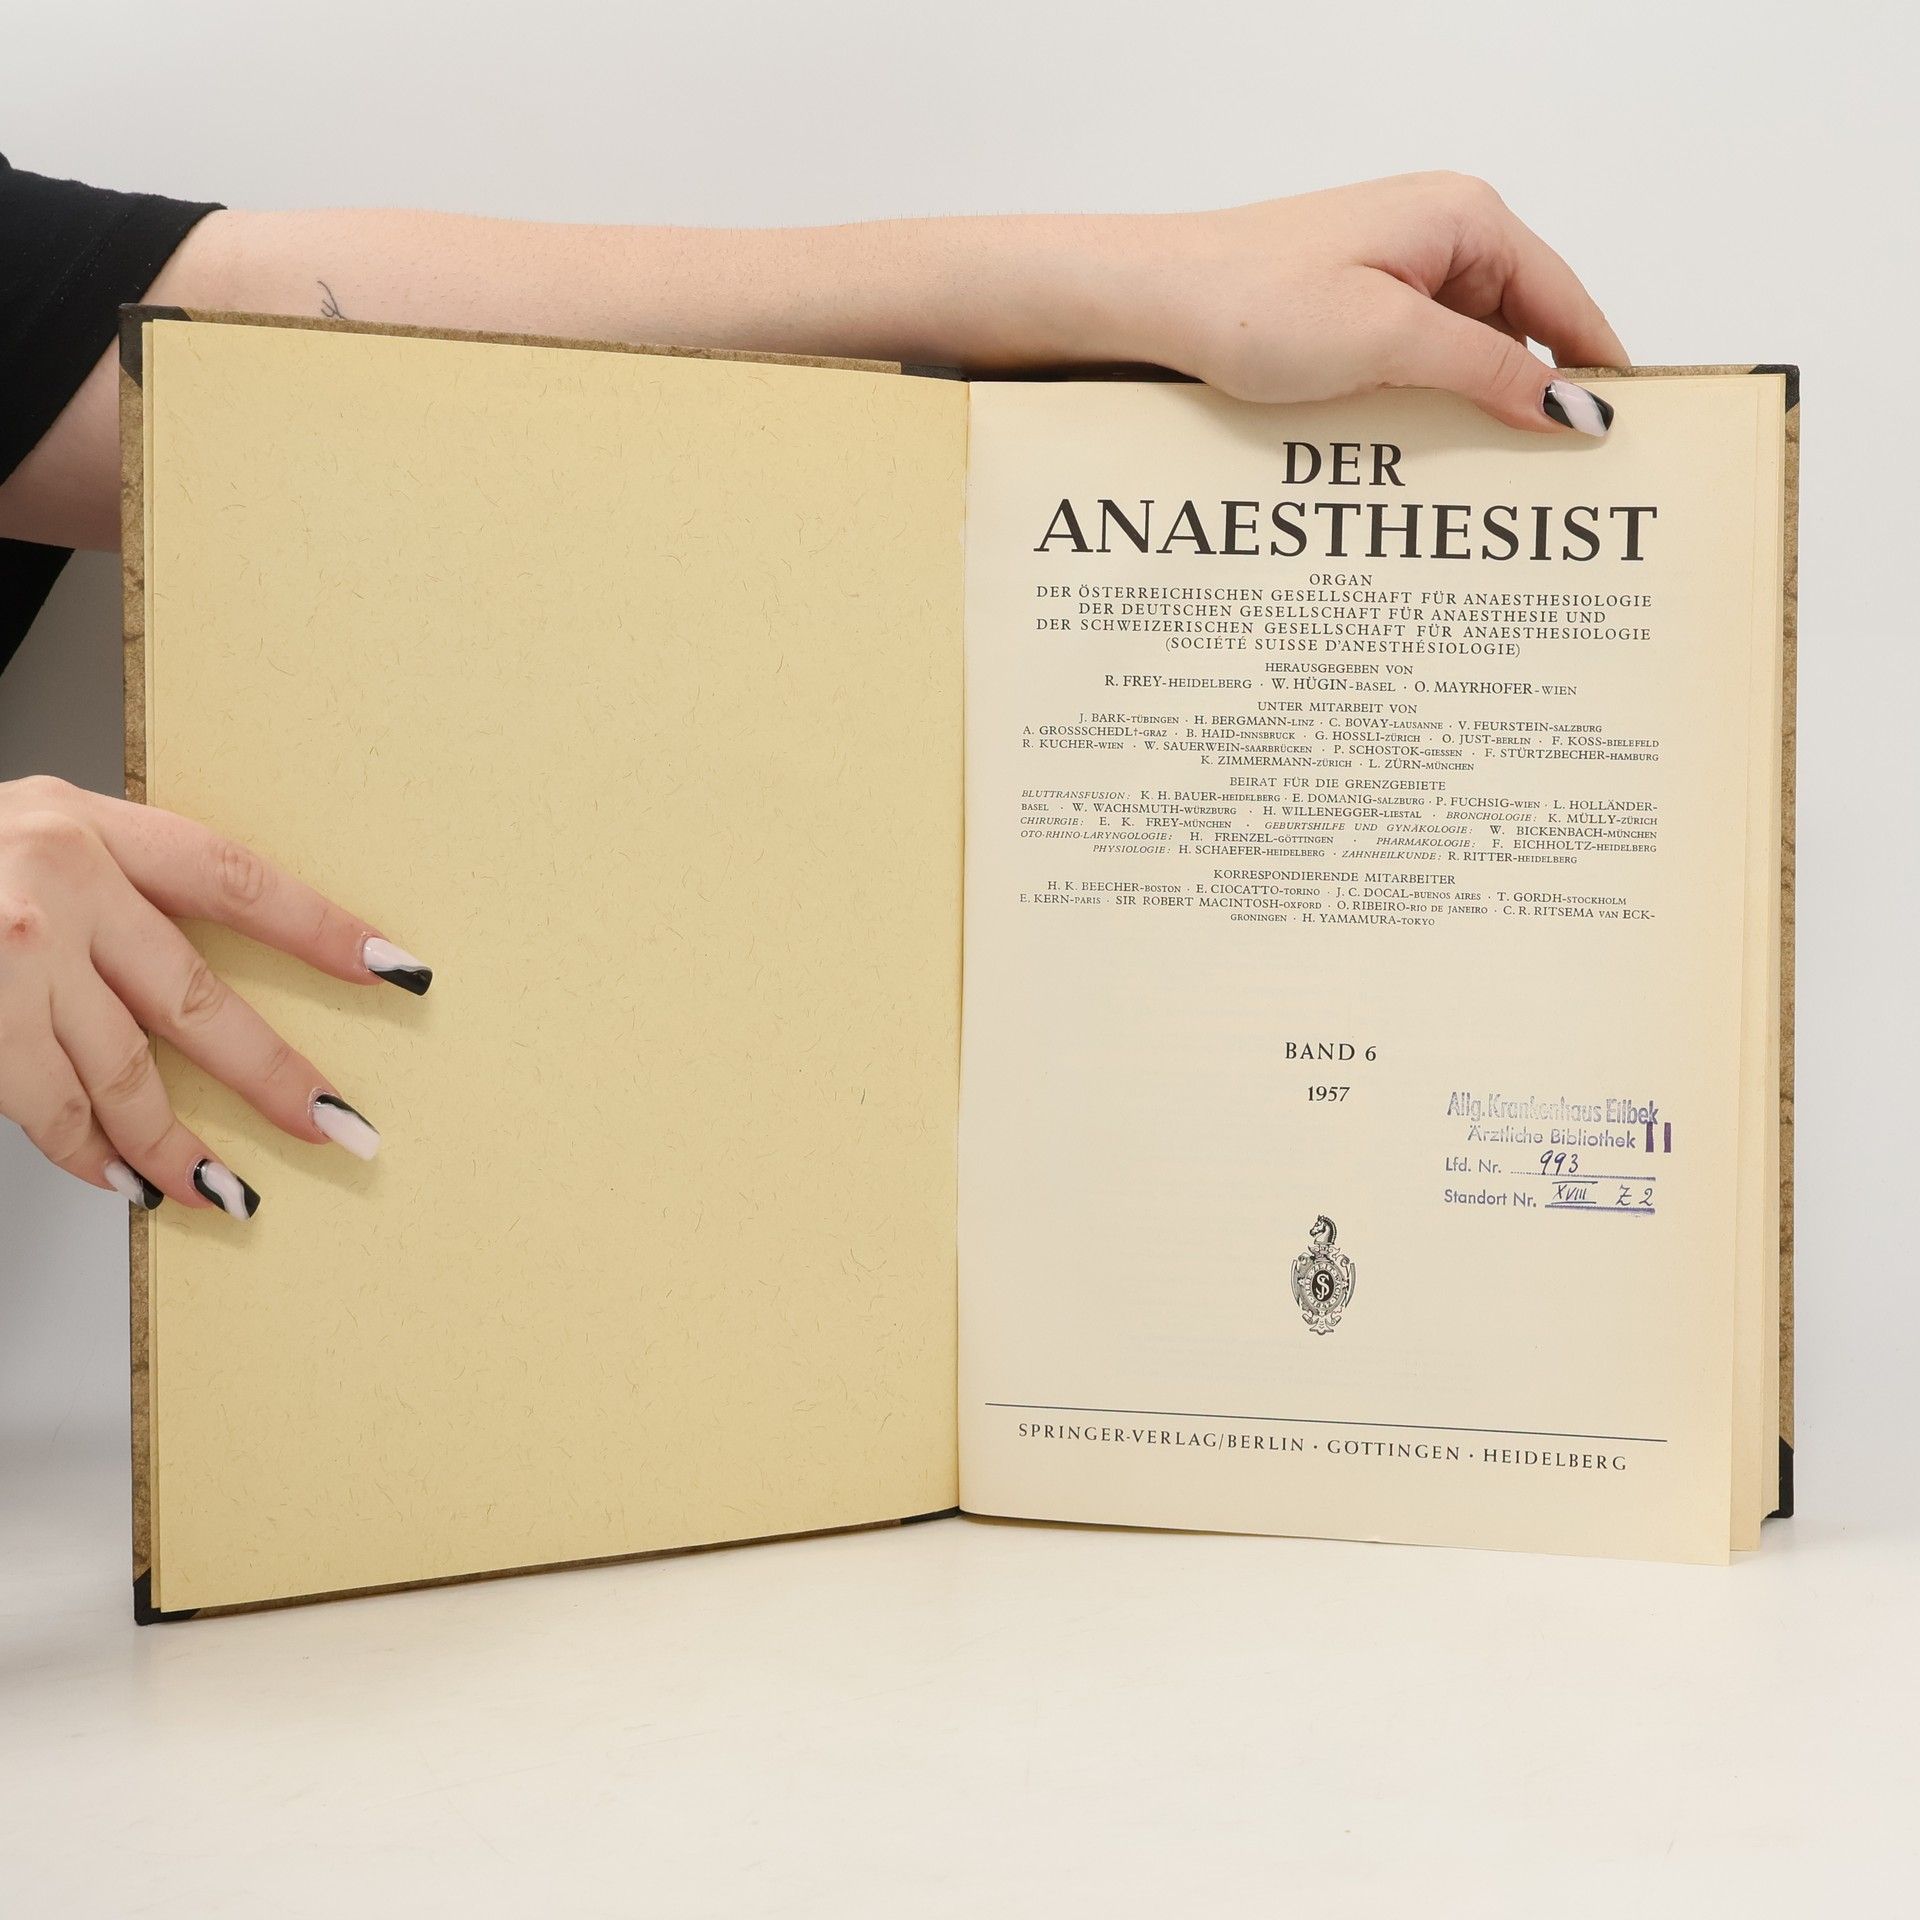 DER
ANAESTHESIST
ORGAN
DER ÖSTERREICHISCHEN GESELLSCHAFT FÜR ANAESTHESIOLOGIE
DER DEUTSCHEN GESELLSCHAFT FÜR ANAESTHESIE UND
DER SCHWEIZERISCHEN GESELLSCHAFT FÜR ANAESTHESIOLOGIE
(SOCIÉTÉ SUISSE D'ANESTHÉSIOLOGIE)
HERAUSGEGEBEN VON
R. FREY-HEIDELBERG · W. HÜGIN-BASEL · O. MAYRHOFER-WIEN
UNTER MITARBEIT VON
J. BARK-TÜBINGEN · H. BERGMANN-LINZ · C. BOVAY-LAUSANNE · V. FEURSTEIN-SALZBURG
A. GROSSSCHEDL†-GRAZ · B. HAID-INNSBRUCK · G. HOSSLI-ZÜRICH · O. JUST-BERLIN · F. KOSS-BIELEFELD
R. KUCHER-WIEN · W. SAUERWEIN-SAARBRÜCKEN · P. SCHOSTOK-GIESSEN · F. STÜRTZBECHER-HAMBURG
K. ZIMMERMANN-ZÜRICH · L. ZÜRN-MÜNCHEN
BEIRAT FÜR DIE GRENZGEBIETE
BLUTTRANSFUSION: K. H. BAUER-HEIDELBERG · E. DOMANIG-SALZBURG · P. FUCHSIG-WIEN · L. HOLLÄNDER-
BASEL · W. WACHSMUTH-WÜRZBURG · H. WILLENEGGER-LIESTAL · BRONCHOLOGIE: K. MÜLLY-ZÜRICH
CHIRURGIE: E. K. FREY-MÜNCHEN · GEBURTSHILFE UND GYNÄKOLOGIE: W. BICKENBACH-MÜNCHEN
OTO-RHINO-LARYNGOLOGIE: H. FRENZEL-GÖTTINGEN · PHARMAKOLOGIE: F. EICHHOLTZ-HEIDELBERG
PHYSIOLOGIE: H. SCHAEFER-HEIDELBERG · ZAHNHEILKUNDE: R. RITTER-HEIDELBERG
KORRESPONDIERENDE MITARBEITER
H. K. BEECHER-BOSTON · E. CIOCATTO-TORINO · J. C. DOCAL-BUENOS AIRES · T. GORDH-STOCKHOLM
E. KERN-PARIS · SIR ROBERT MACINTOSH-OXFORD · O. RIBEIRO-RIO DE JANEIRO · C. R. RITSEMA VAN ECK-
GRONINGEN · H. YAMAMURA-TOKYO
BAND 6
1957
Allg. Krankenhaus Eilbek
Ärztliche Bibliothek II
Lfd. Nr. 993
Standort Nr. XVIII Z 2
SPRINGER-VERLAG/BERLIN · GÖTTINGEN · HEIDELBERG